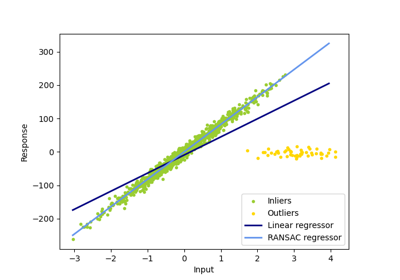 300
200
100
0
−100
−200
Response
−3 −2 −1 0 1 2 3 4
Input
Inliers
Outliers
Linear regressor
RANSAC regressor